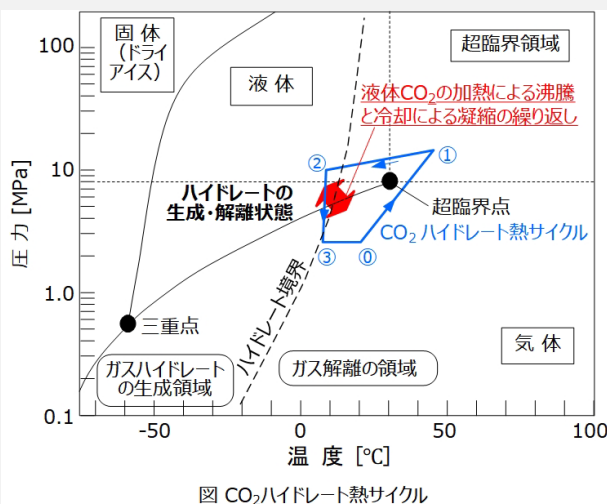 固体
(ドライ
アイス)
液体
超臨界領域
液体CO₂の加熱による沸騰
と冷却による凝縮の繰り返し
①
②
ハイドレートの
生成・解離状態
超臨界点
CO₂ ハイドレート熱サイクル
③
⓪
ハイドレート境界
三重点
気体
ガスハイドレート
の生成領域
ガス解離の領域
圧力 [MPa]
100
10
1.0
0.1
-50
0
50
100
温度 [℃]
図 CO₂ハイドレート熱サイクル